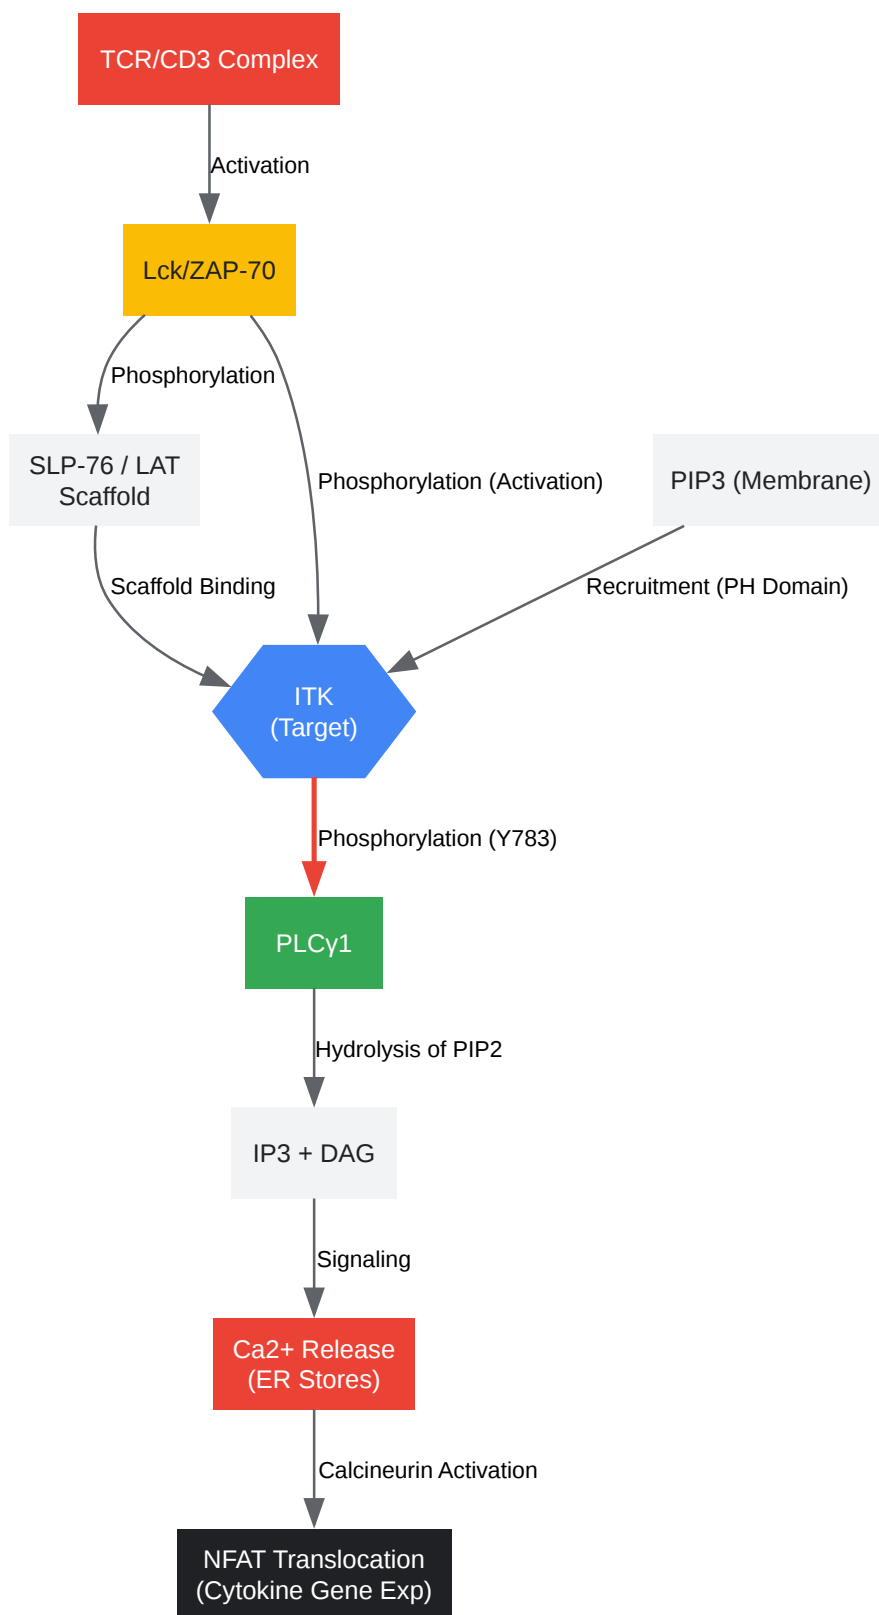 TCR/CD3 Complex
Activation
Lck/ZAP-70
Phosphorylation
SLP-76 / LAT
Scaffold
Phosphorylation (Activation)
PIP3 (Membrane)
Scaffold Binding
Recruitment (PH Domain)
ITK
(Target)
Phosphorylation (Y783)
PLCγ1
Hydrolysis of PIP2
IP3 + DAG
Signaling
Ca2+ Release
(ER Stores)
Calcineurin Activation
NFAT Translocation
(Cytokine Gene Exp)